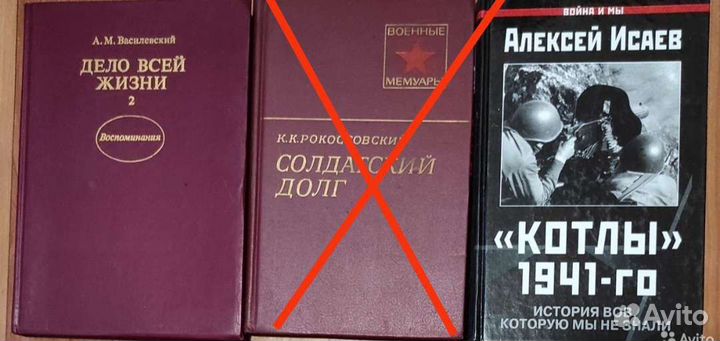 А. М. Василевский
ДЕЛО ВСЕЙ
ЖИЗНИ
2
Воспоминания
ВОЕННЫЕ
МЕМУАРЫ
К. К. РОКОССОВСКИЙ
СОЛДАТСКИЙ
ДОЛГ
ВОЙНА И МЫ
АЛЕКСЕЙ ИСАЕВ
«КОТЛЫ»
1941-го
ИСТОРИЯ ВОВ,
КОТОРУЮ МЫ НЕ ЗНАЛИ
Avito
Avito